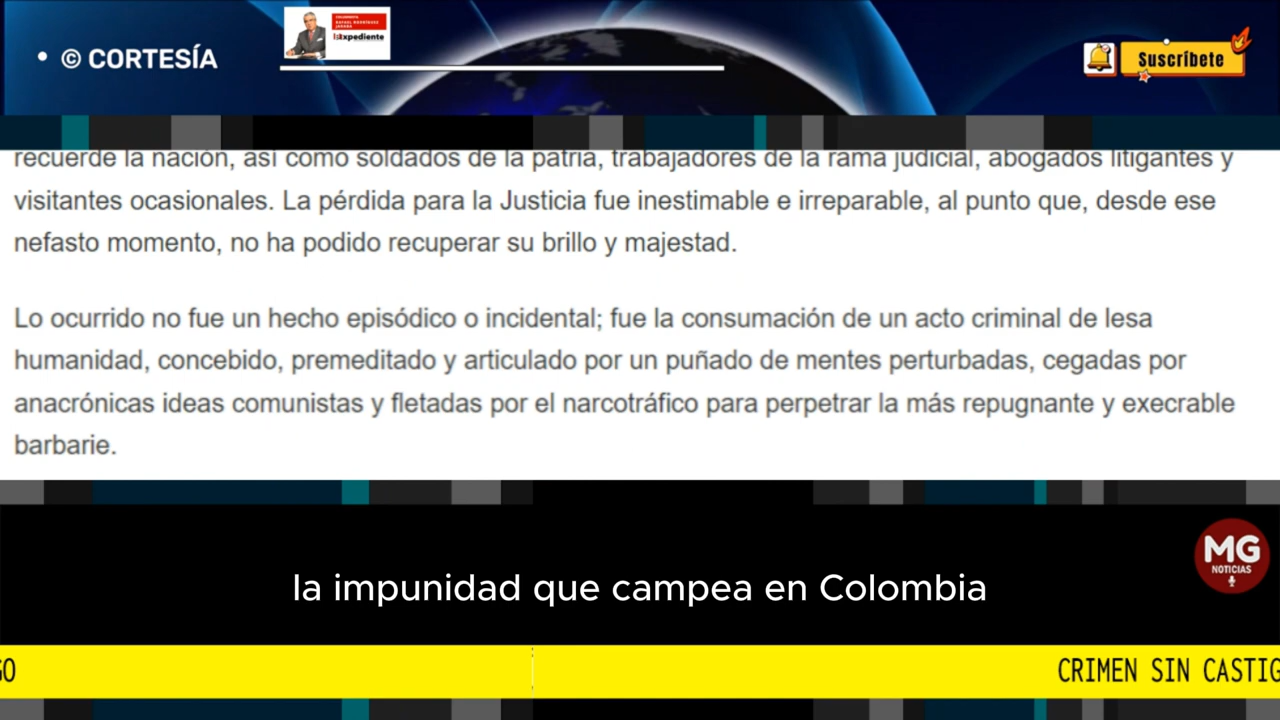 • © CORTESÍA
COLUMNISTA
RAFAEL RODRÍGUEZ
JARABA
Expediente
Suscríbete
recuerde la nación, así como soldados de la patria, trabajadores de la rama judicial, abogados litigantes y
visitantes ocasionales. La pérdida para la Justicia fue inestimable e irreparable, al punto que, desde ese
nefasto momento, no ha podido recuperar su brillo y majestad.
Lo ocurrido no fue un hecho episódico o incidental; fue la consumación de un acto criminal de lesa
humanidad, concebido, premeditado y articulado por un puñado de mentes perturbadas, cegadas por
anacrónicas ideas comunistas y fletadas por el narcotráfico para perpetrar la más repugnante y execrable
barbarie.
MG
NOTICIAS
la impunidad que campea en Colombia
GO
CRIMEN SIN CASTIG